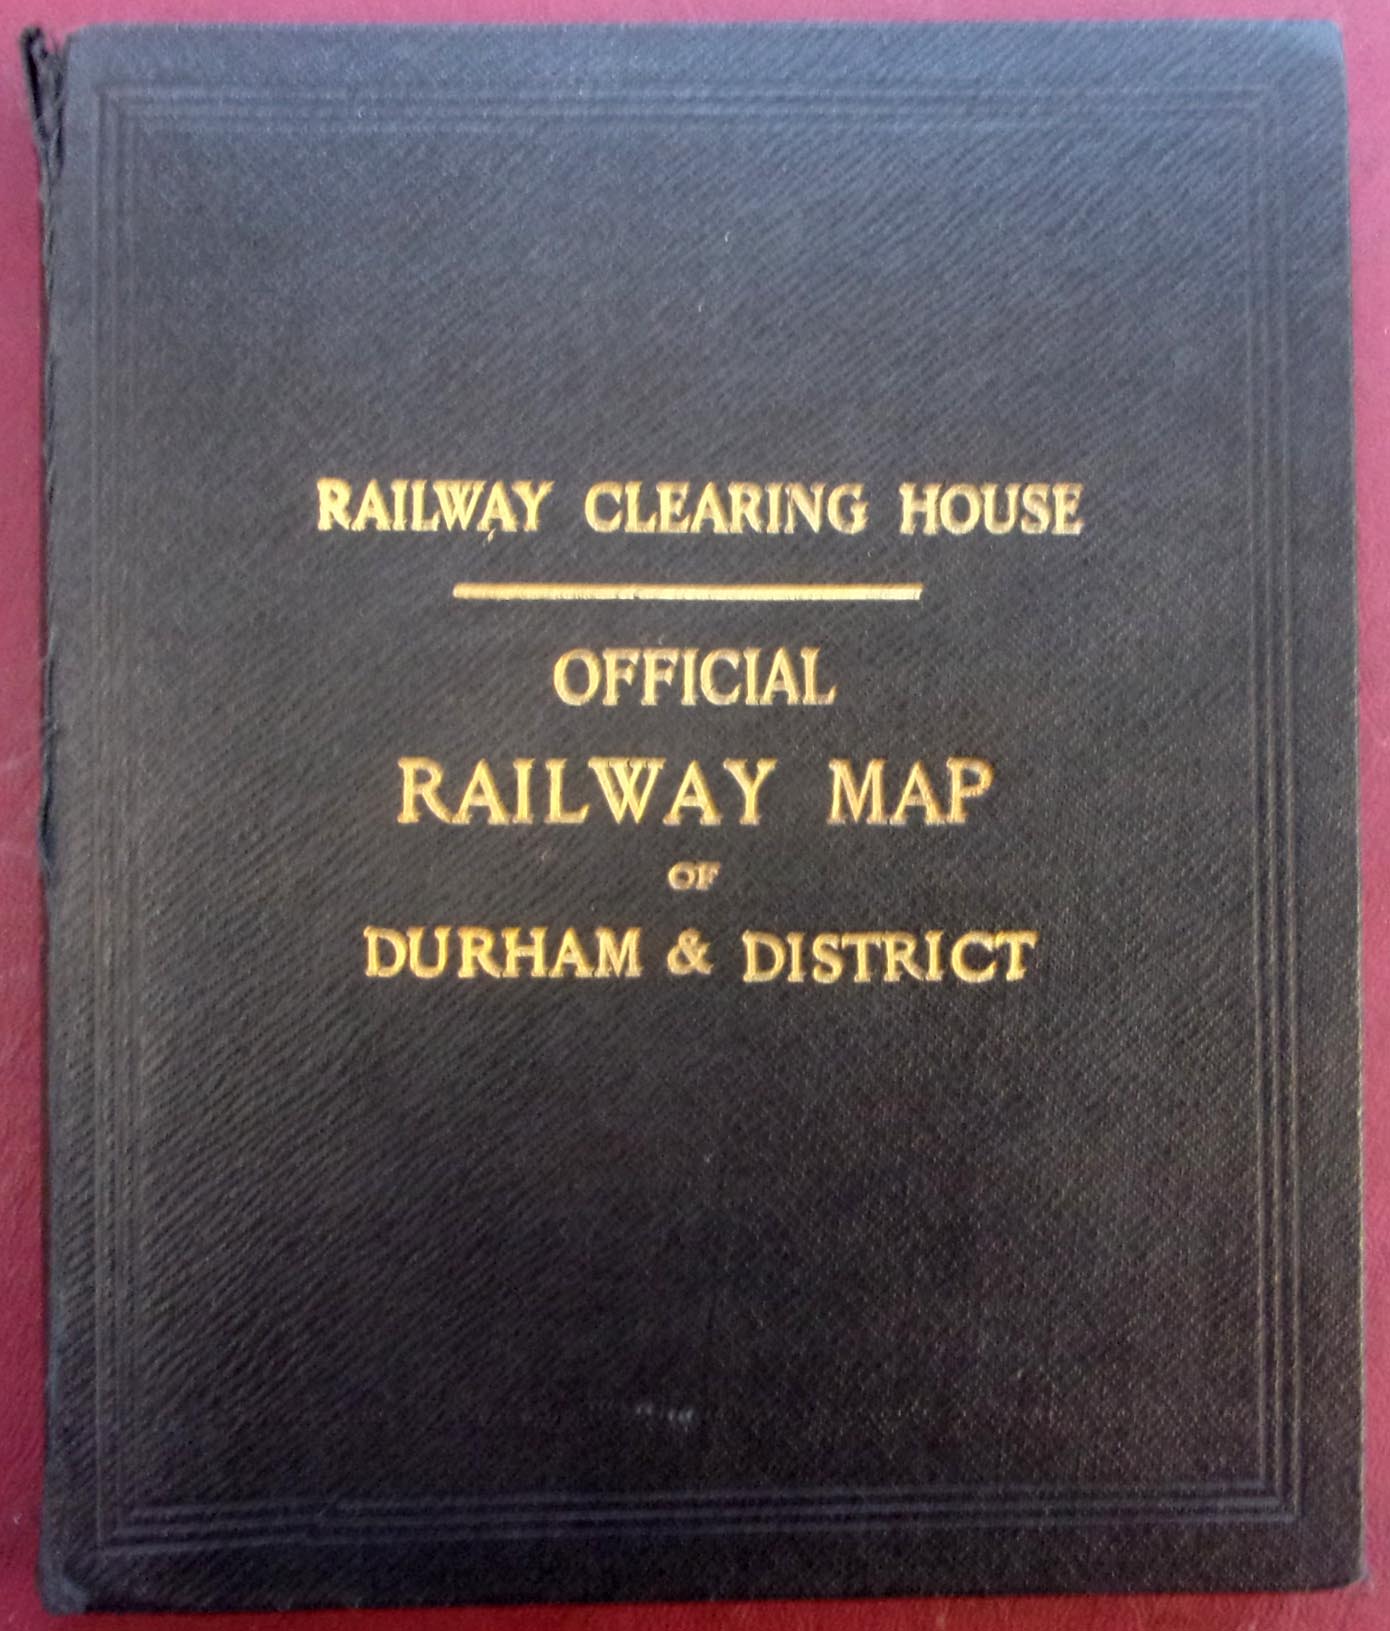 RAILWAY CLEARING HOUSE
OFFICIAL
RAILWAY MAP
OF
DURHAM & DISTRICT